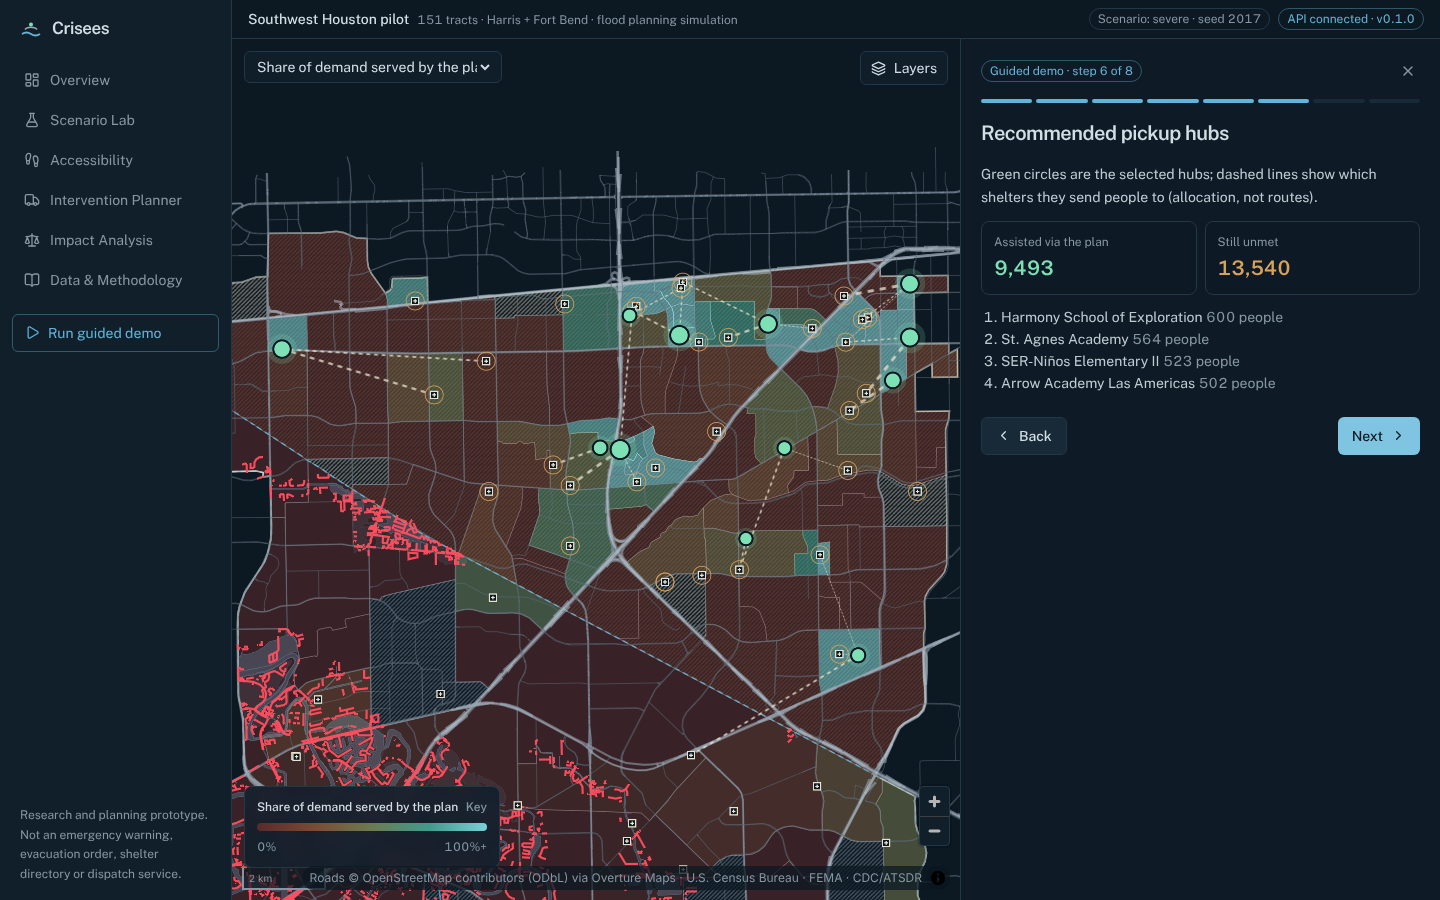 Crisees
Overview
Scenario Lab
Accessibility
Intervention Planner
Impact Analysis
Data & Methodology
Run guided demo
Research and planning prototype.
Not an emergency warning,
evacuation order, shelter
directory or dispatch service.
Southwest Houston pilot 151 tracts · Harris + Fort Bend · flood planning simulation
Scenario: severe · seed 2017
API connected · v0.1.0
Share of demand served by the pla
Layers
Share of demand served by the plan Key
0% 100%+
2 km
Roads © OpenStreetMap contributors (ODbL) via Overture Maps · U.S. Census Bureau · FEMA · CDC/ATSDR
Guided demo · step 6 of 8
Recommended pickup hubs
Green circles are the selected hubs; dashed lines show which
shelters they send people to (allocation, not routes).
Assisted via the plan
9,493
Still unmet
13,540
1. Harmony School of Exploration 600 people
2. St. Agnes Academy 564 people
3. SER-Niños Elementary II 523 people
4. Arrow Academy Las Americas 502 people
Back
Next